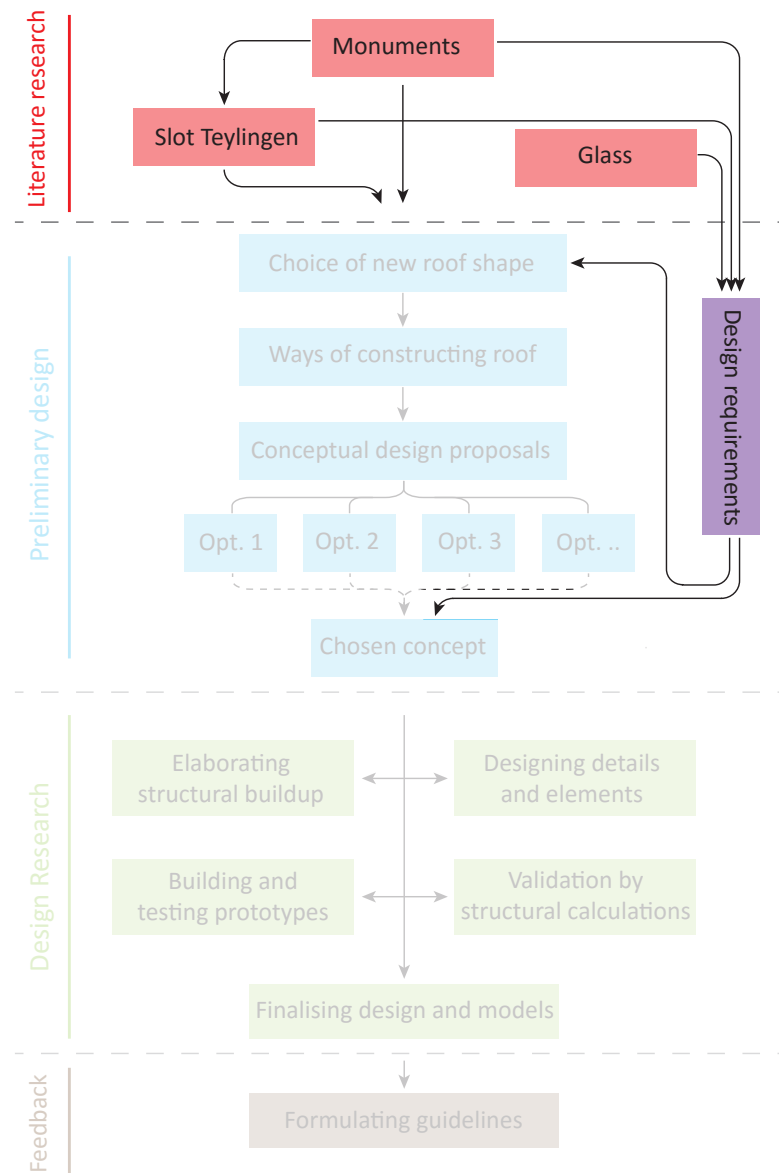 Literature research
Monuments
Slot Teylingen
Glass
Preliminary design
Choice of new roof shape
Ways of constructing roof
Conceptual design proposals
Opt. 1
Opt. 2
Opt. 3
Opt. ..
Chosen concept
Design requirements
Design Research
Elaborating
structural buildup
Designing details
and elements
Building and
testing prototypes
Validation by
structural calculations
Finalising design and models
Feedback
Formulating guidelines